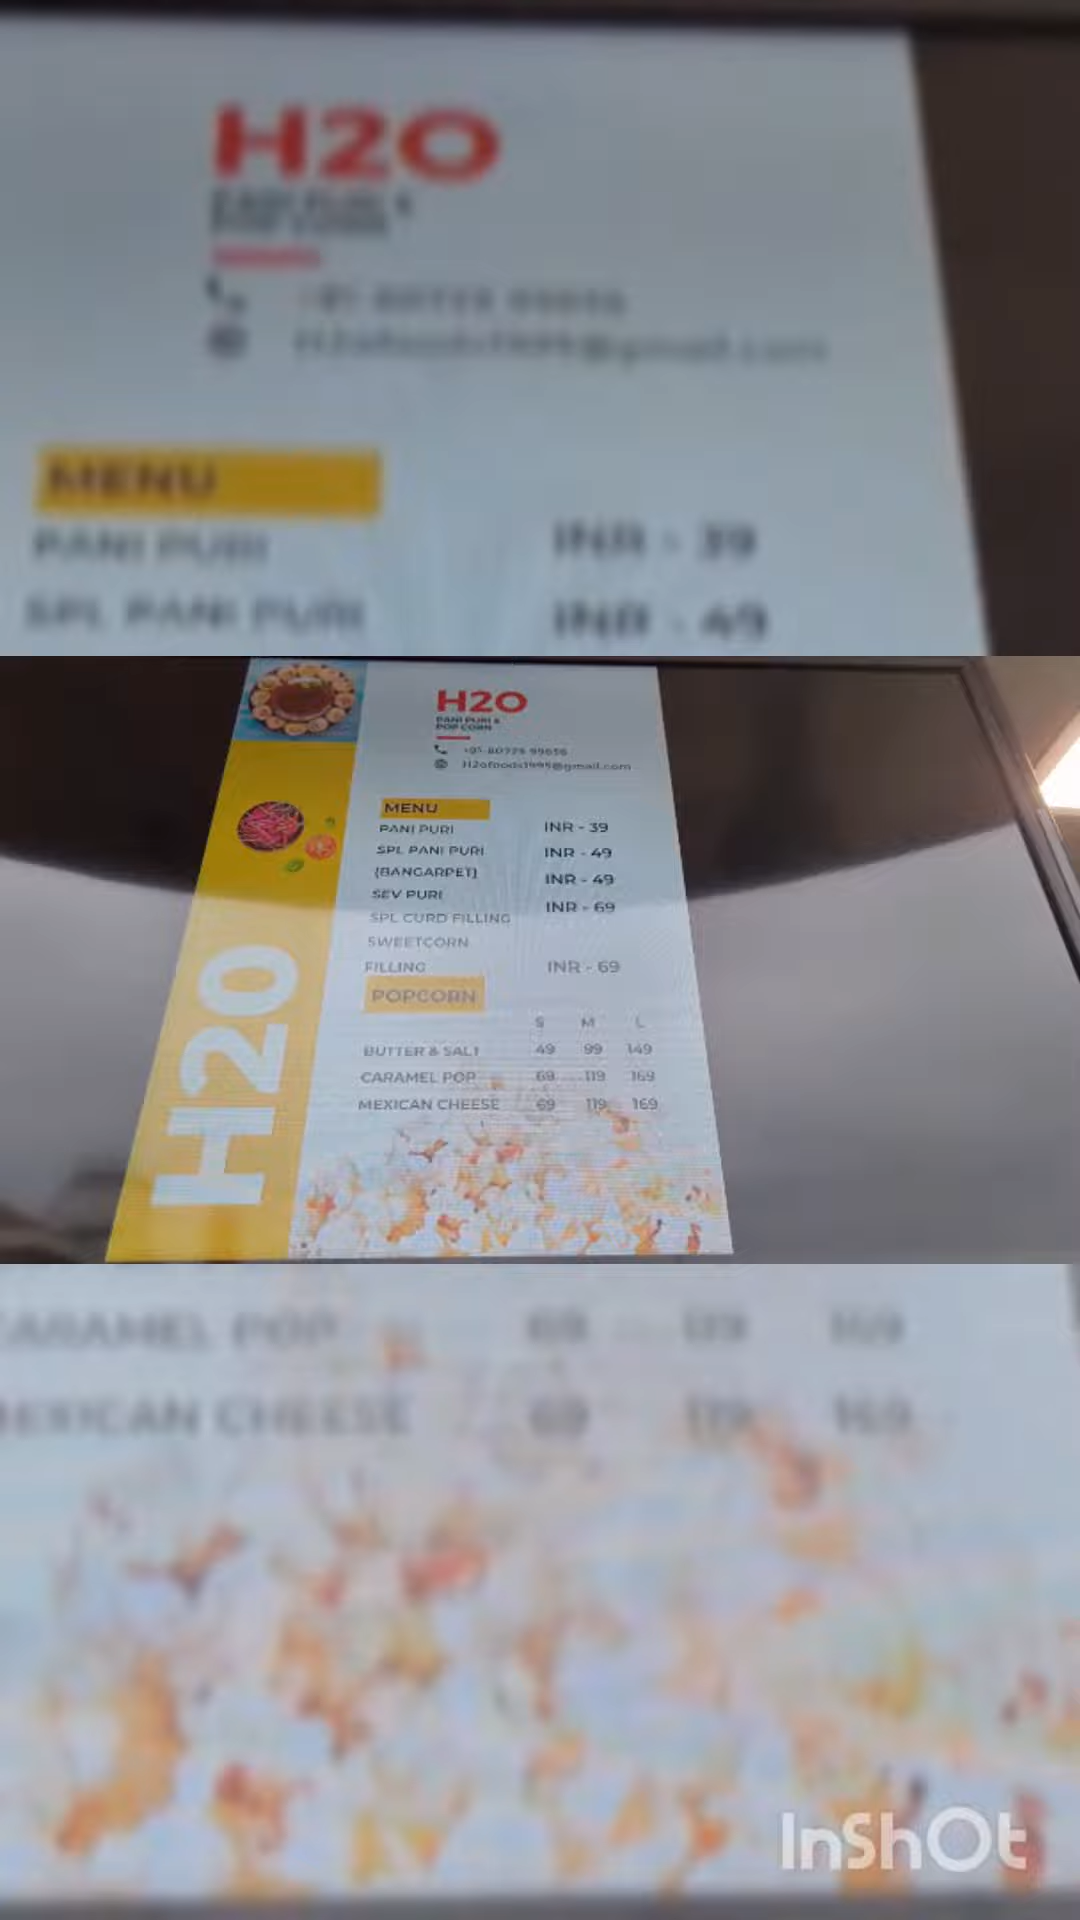 H2O
MENU
PANI PURI INR - 39
SPL PANI PURI INR - 49
H2O
PANI PURI &
POP CORN
H2ofoods1995@gmail.com
MENU
PANI PURI INR - 39
SPL PANI PURI INR - 49
(BANGARPET) INR - 49
SEV PURI INR - 69
SPL CURD FILLING
SWEETCORN
FILLING INR - 69
POPCORN
S M L
BUTTER & SALT 49 99 149
CARAMEL POP 69 119 169
MEXICAN CHEESE 69 119 169
H2O
CARAMEL POP 69 119 169
MEXICAN CHEESE 69 119 169
InShOt